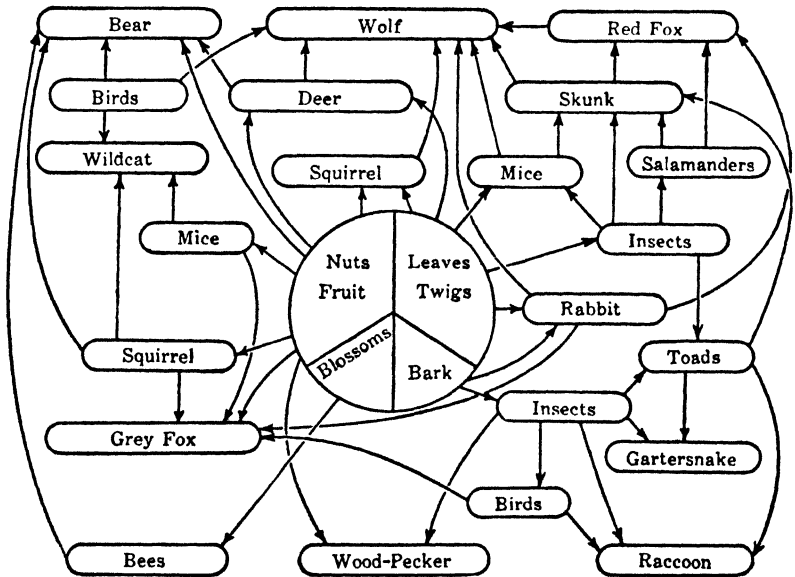 Bear
Wolf
Red Fox
Birds
Deer
Skunk
Wildcat
Squirrel
Mice
Salamanders
Mice
Insects
Nuts
Fruit
Leaves
Twigs
Rabbit
Squirrel
Blossoms
Bark
Toads
Grey Fox
Insects
Gartersnake
Birds
Bees
Wood-Pecker
Raccoon